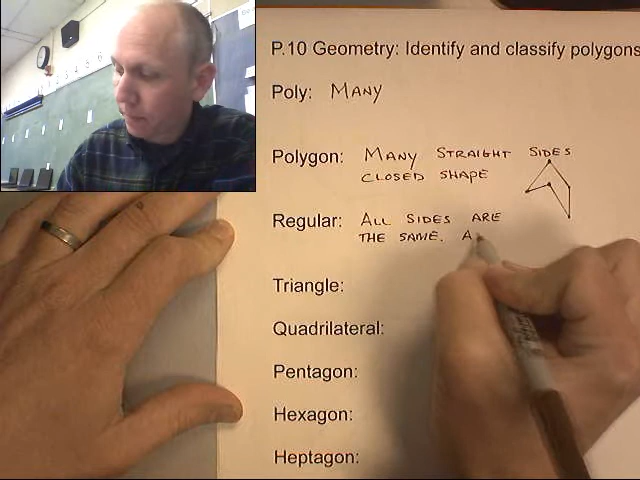 P.10 Geometry: Identify and classify polygons
Poly: MANY
Polygon: MANY STRAIGHT SIDES
CLOSED SHAPE
Regular: ALL SIDES ARE
THE SAME. A
Triangle:
Quadrilateral:
Pentagon:
Hexagon:
Heptagon: